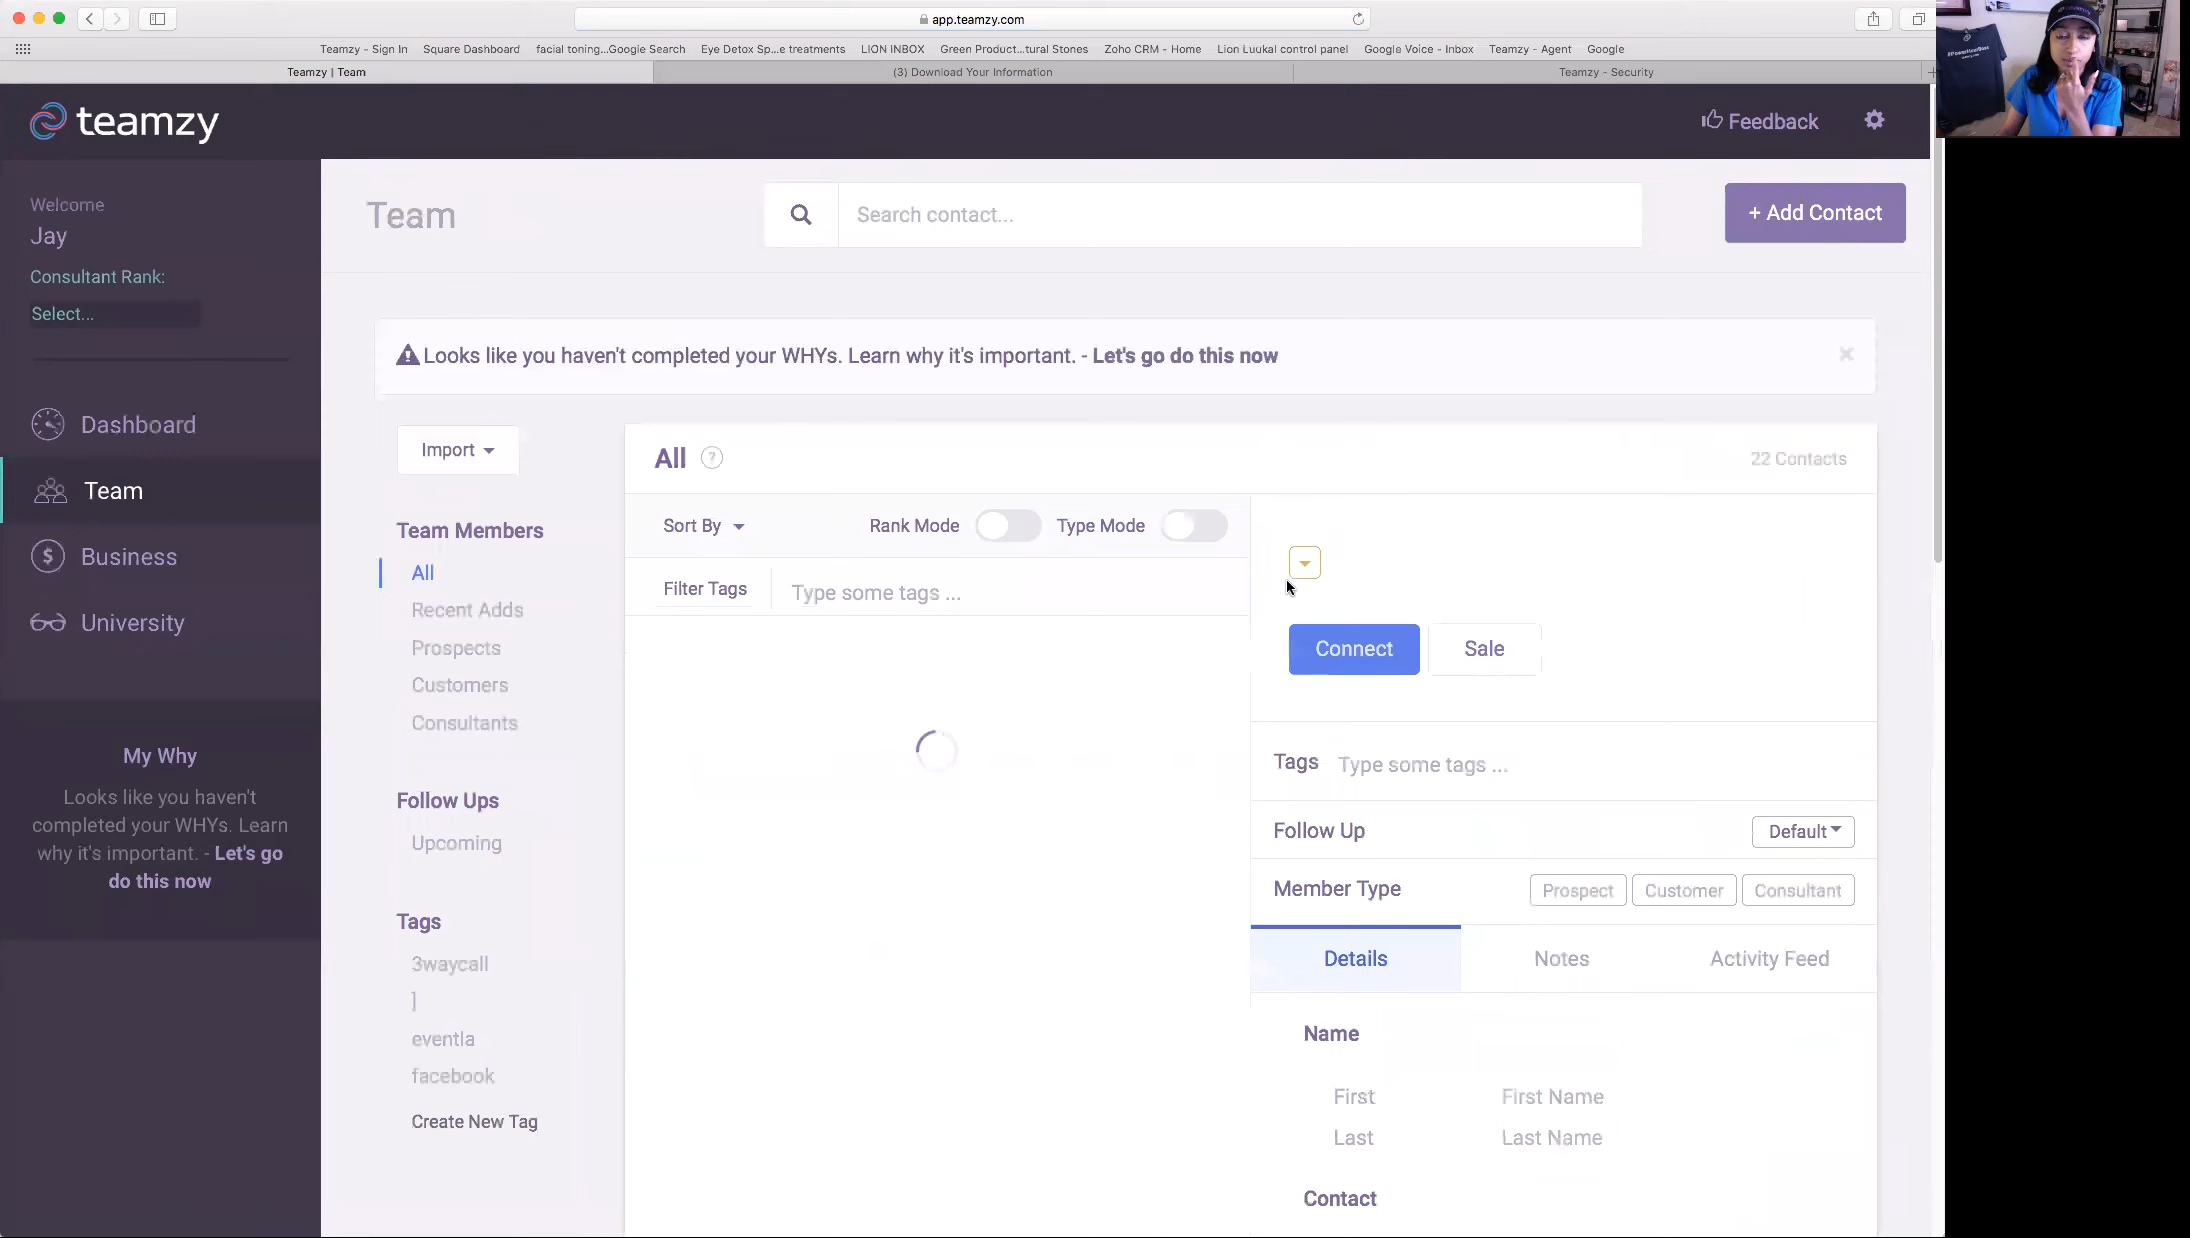 app.teamzy.com
Teamzy - Sign In Square Dashboard facial toning...Google Search Eye Detox Sp...e treatments LION INBOX Green Product...tural Stones Zoho CRM - Home Lion Luukal control panel Google Voice - Inbox Teamzy - Agent Google
Teamzy | Team (3) Download Your Information Teamzy - Security
teamzy
Feedback
Welcome
Jay
Consultant Rank:
Select...
Dashboard
Team
Business
University
My Why
Looks like you haven't
completed your WHYs. Learn
why it's important. - Let's go
do this now
Team
Search contact...
+ Add Contact
Looks like you haven't completed your WHYs. Learn why it's important. - Let's go do this now
Import
Team Members
All
Recent Adds
Prospects
Customers
Consultants
Follow Ups
Upcoming
Tags
3waycall
]
eventla
facebook
Create New Tag
All ?
22 Contacts
Sort By
Rank Mode
Type Mode
Filter Tags
Type some tags ...
Connect
Sale
Tags
Type some tags ...
Follow Up
Default
Member Type
Prospect
Customer
Consultant
Details
Notes
Activity Feed
Name
First
First Name
Last
Last Name
Contact